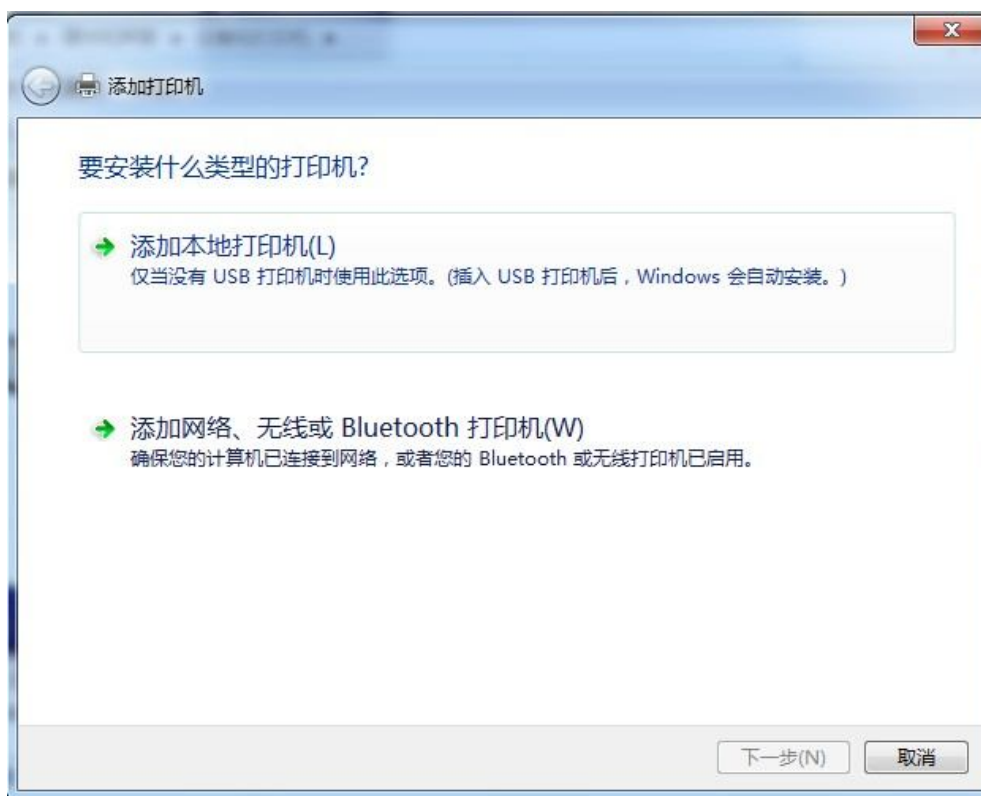 添加打印机
要安装什么类型的打印机?
添加本地打印机(L)
仅当没有 USB 打印机时使用此选项。(插入 USB 打印机后，Windows 会自动安装。)
添加网络、无线或 Bluetooth 打印机(W)
确保您的计算机已连接到网络，或者您的 Bluetooth 或无线打印机已启用。
下一步(N)
取消